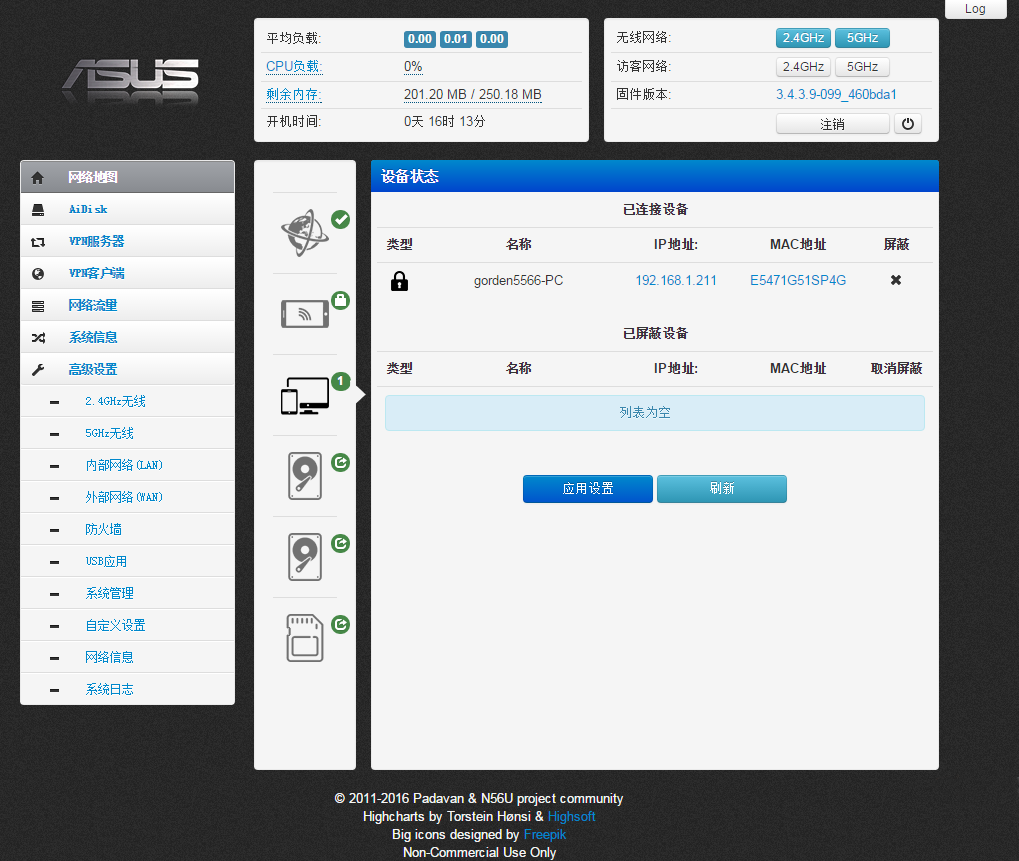 Log
ASUS
平均负载: 0.00 0.01 0.00
CPU负载: 0%
剩余内存: 201.20 MB / 250.18 MB
开机时间: 0天 16时 13分
无线网络: 2.4GHz 5GHz
访客网络: 2.4GHz 5GHz
固件版本: 3.4.3.9-099_460bda1
注销
网络地图
AiDisk
VPN服务器
VPN客户端
网络流量
系统信息
高级设置
2.4GHz无线
5GHz无线
内部网络(LAN)
外部网络(WAN)
防火墙
USB应用
系统管理
自定义设置
网络信息
系统日志
1
设备状态
已连接设备
类型 名称 IP地址: MAC地址 屏蔽
gorden5566-PC 192.168.1.211 E5471G51SP4G
已屏蔽设备
类型 名称 IP地址: MAC地址 取消屏蔽
列表为空
应用设置 刷新
© 2011-2016 Padavan & N56U project community
Highcharts by Torstein Hønsi & Highsoft
Big icons designed by Freepik
Non-Commercial Use Only